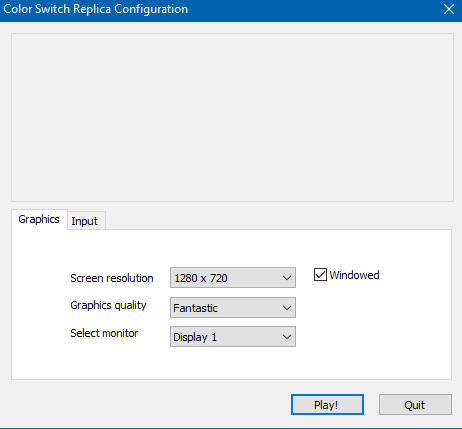 Color Switch Replica Configuration
Graphics Input
Screen resolution 1280 x 720 Windowed
Graphics quality Fantastic
Select monitor Display 1
Play! Quit